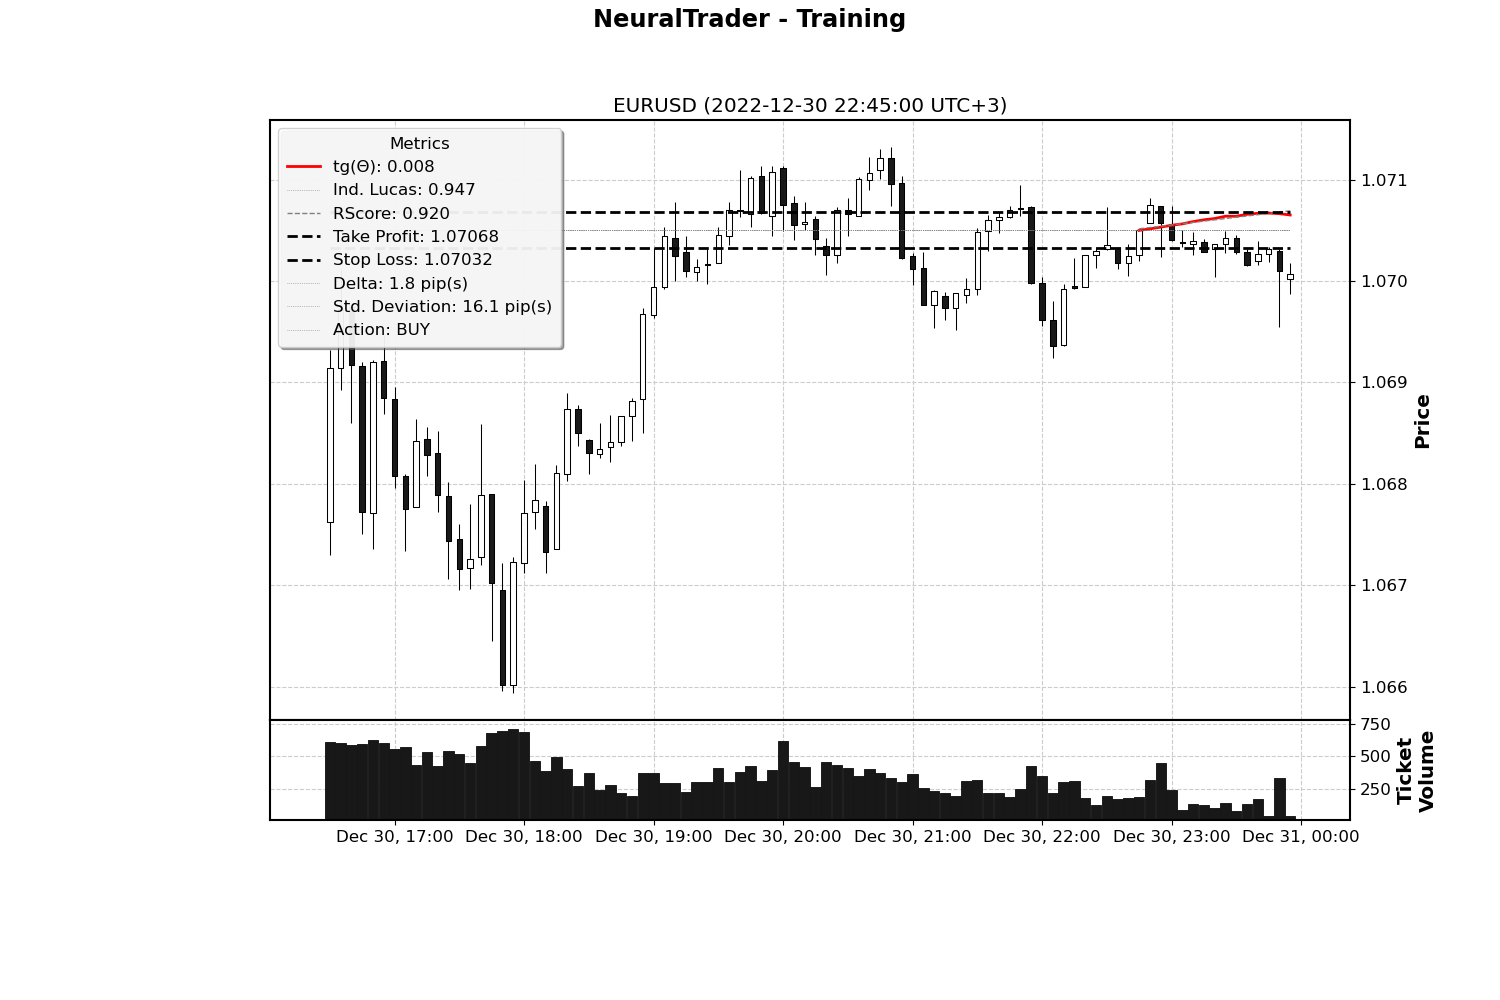 NeuralTrader - Training
EURUSD (2022-12-30 22:45:00 UTC+3)
Metrics
tg(Θ): 0.008
Ind. Lucas: 0.947
RScore: 0.920
Take Profit: 1.07068
Stop Loss: 1.07032
Delta: 1.8 pip(s)
Std. Deviation: 16.1 pip(s)
Action: BUY
1.071
1.070
1.069
1.068
1.067
1.066
Price
750
500
250
Ticket
Volume
Dec 30, 17:00
Dec 30, 18:00
Dec 30, 19:00
Dec 30, 20:00
Dec 30, 21:00
Dec 30, 22:00
Dec 30, 23:00
Dec 31, 00:00